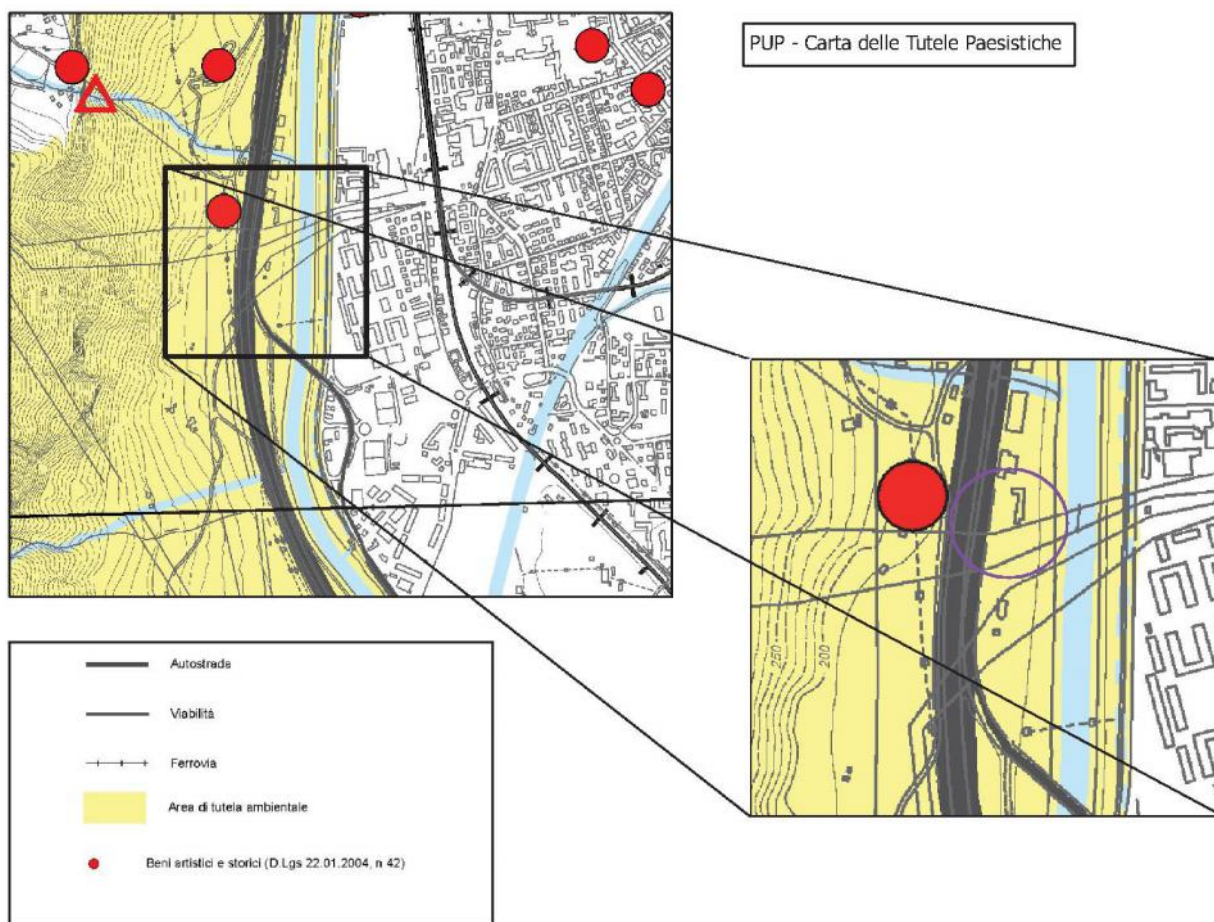 PUP - Carta delle Tutele Paesistiche
250
200
Autostrada
Viabilità
Ferrovia
Area di tutela ambientale
Beni artistici e storici (D.Lgs 22.01.2004, n 42)